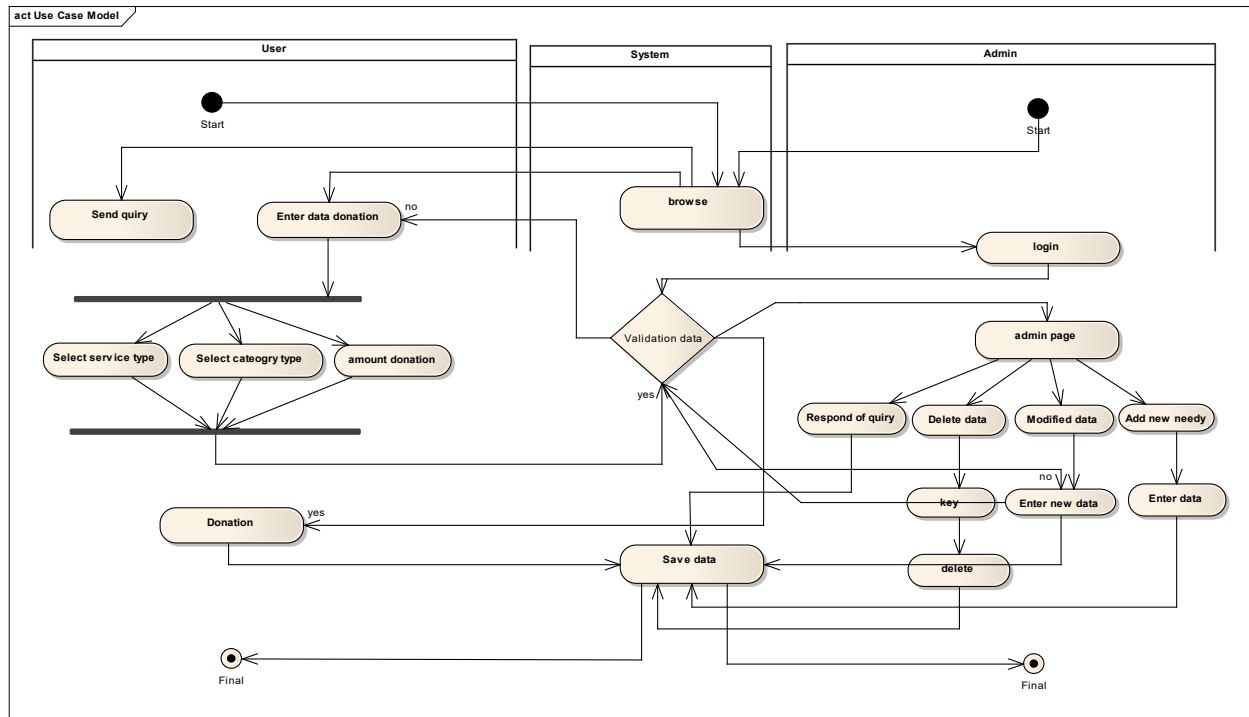 act Use Case Model
User
System
Admin
Start
Start
Send quiry
Enter data donation
no
browse
login
Validation data
admin page
Select service type
Select cateogry type
amount donation
yes
Respond of quiry
Delete data
Modified data
Add new needy
no
key
Enter new data
Enter data
Donation
yes
Save data
delete
Final
Final